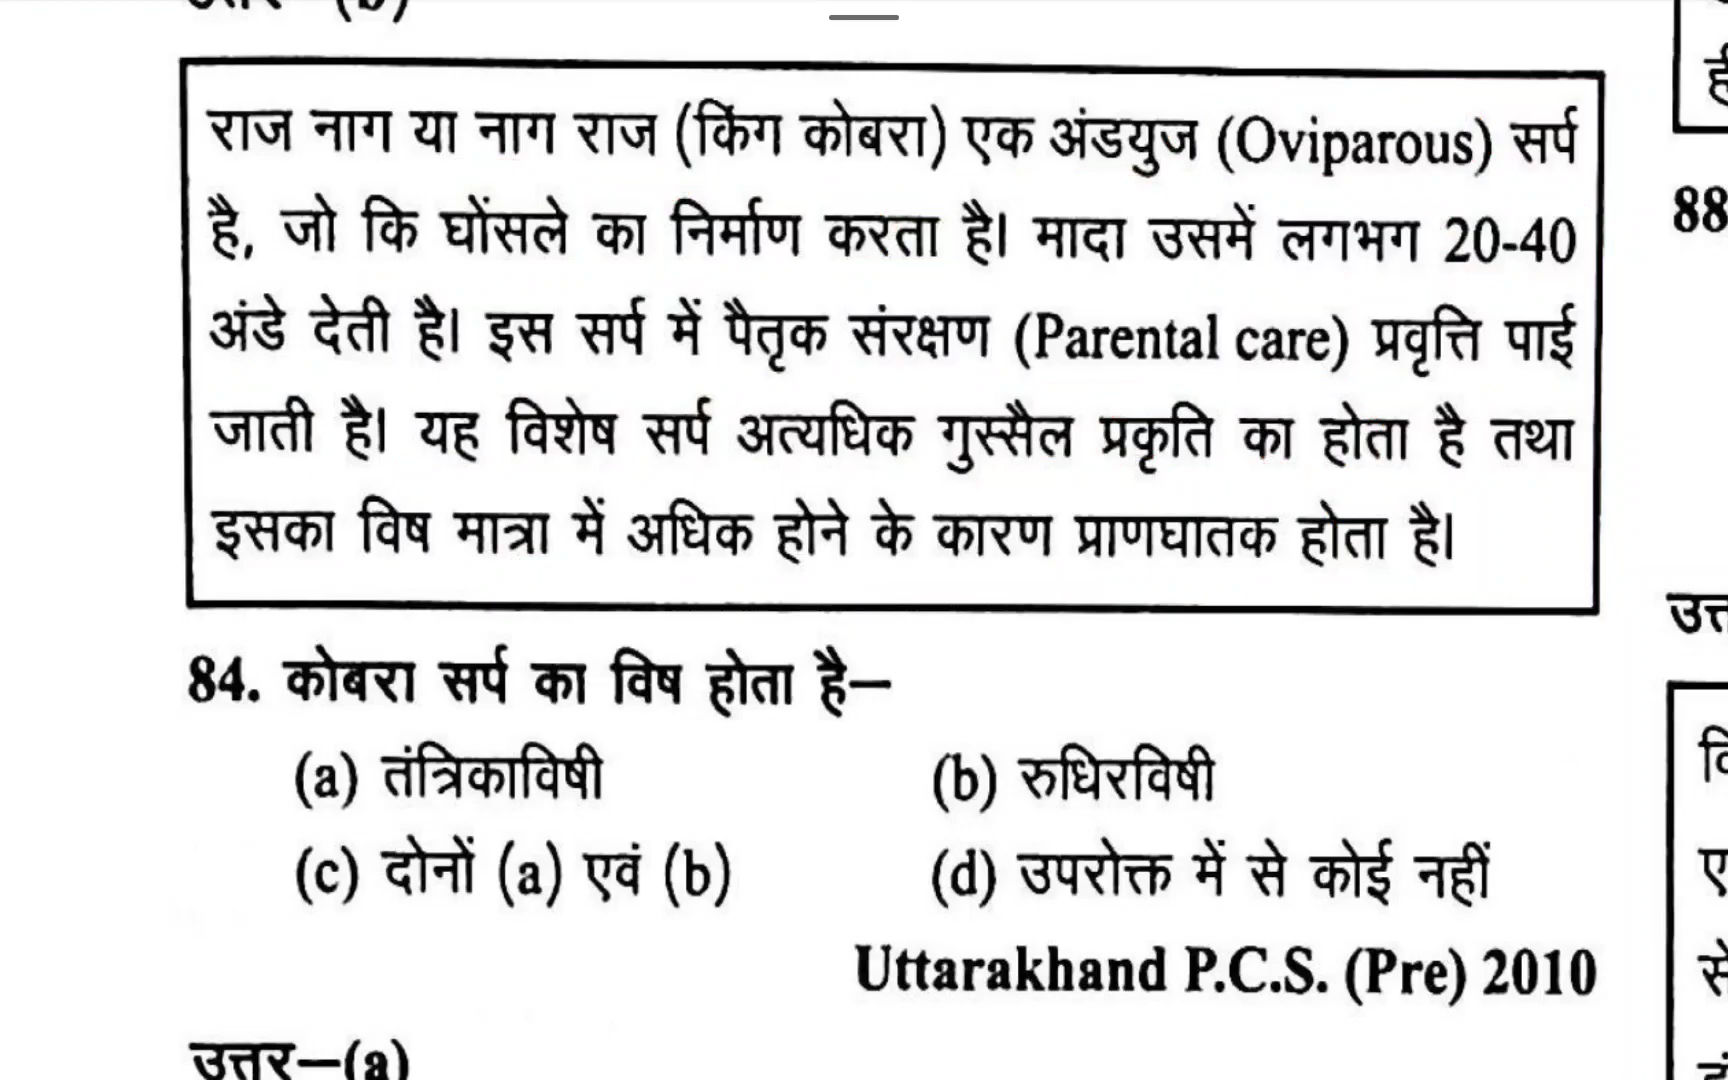 उत्तर–(b)
राज नाग या नाग राज (किंग कोबरा) एक अंडयुज (Oviparous) सर्प
है, जो कि घोंसले का निर्माण करता है। मादा उसमें लगभग 20-40
अंडे देती है। इस सर्प में पैतृक संरक्षण (Parental care) प्रवृत्ति पाई
जाती है। यह विशेष सर्प अत्यधिक गुस्सैल प्रकृति का होता है तथा
इसका विष मात्रा में अधिक होने के कारण प्राणघातक होता है।
84. कोबरा सर्प का विष होता है–
(a) तंत्रिकाविषी (b) रुधिरविषी
(c) दोनों (a) एवं (b) (d) उपरोक्त में से कोई नहीं
Uttarakhand P.C.S. (Pre) 2010
उत्तर–(a)
88